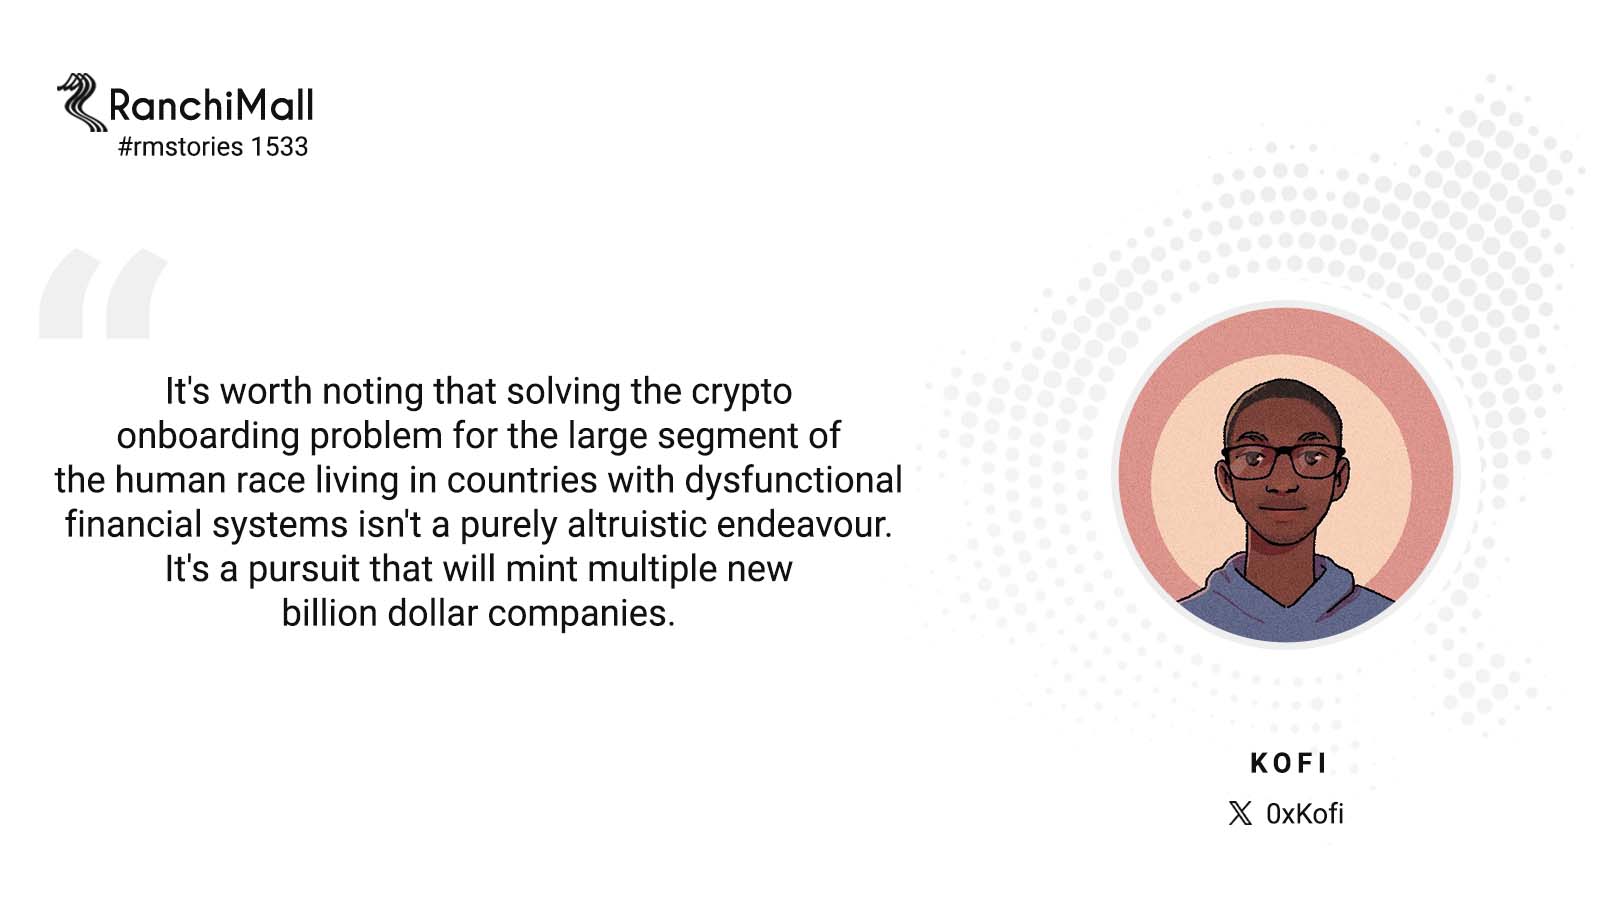 RanchiMall
#rmstories 1533
“
It's worth noting that solving the crypto
onboarding problem for the large segment of
the human race living in countries with dysfunctional
financial systems isn't a purely altruistic endeavour.
It's a pursuit that will mint multiple new
billion dollar companies.
KOFI
𝕏 0xKofi